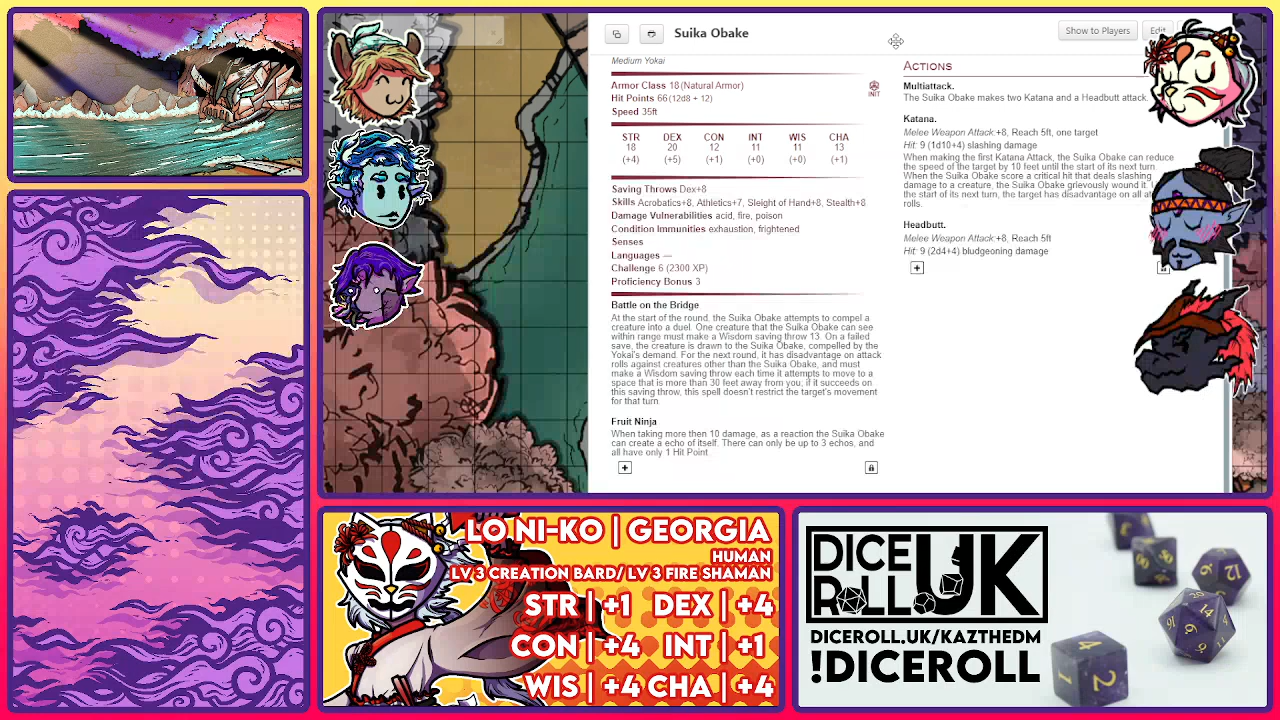 Suika Obake
Show to Players
Edit
Medium Yokai
Armor Class 18 (Natural Armor)
Hit Points 66 (12d8 + 12)
Speed 35ft
INIT
STR DEX CON INT WIS CHA
18 20 12 11 11 13
(+4) (+5) (+1) (+0) (+0) (+1)
Saving Throws Dex+8
Skills Acrobatics+8, Athletics+7, Sleight of Hand+8, Stealth+8
Damage Vulnerabilities acid, fire, poison
Condition Immunities exhaustion, frightened
Senses
Languages —
Challenge 6 (2300 XP)
Proficiency Bonus 3
Battle on the Bridge
At the start of the round, the Suika Obake attempts to compel a
creature into a duel. One creature that the Suika Obake can see
within range must make a Wisdom saving throw 13. On a failed
save, the creature is drawn to the Suika Obake, compelled by the
Yokai's demand. For the next round, it has disadvantage on attack
rolls against creatures other than the Suika Obake, and must
make a Wisdom saving throw each time it attempts to move to a
space that is more than 30 feet away from you; if it succeeds on
this saving throw, this spell doesn't restrict the target's movement
for that turn.
Fruit Ninja
When taking more then 10 damage, as a reaction the Suika Obake
can create a echo of itself. There can only be up to 3 echos, and
all have only 1 Hit Point
Actions
Multiattack.
The Suika Obake makes two Katana and a Headbutt attack.
Katana.
Melee Weapon Attack:+8, Reach 5ft, one target
Hit: 9 (1d10+4) slashing damage
When making the first Katana Attack, the Suika Obake can reduce
the speed of the target by 10 feet until the start of its next turn.
When the Suika Obake score a critical hit that deals slashing
damage to a creature, the Suika Obake grievously wound it.
the start of its next turn, the target has disadvantage on all
rolls.
Headbutt.
Melee Weapon Attack:+8, Reach 5ft
Hit: 9 (2d4+4) bludgeoning damage
LO NI-KO | GEORGIA
HUMAN
LV 3 CREATION BARD/ LV 3 FIRE SHAMAN
STR | +1 DEX | +4
CON | +4 INT | +1
WIS | +4 CHA | +4
DICE
ROLL
UK
DICEROLL.UK/KAZTHEDM
!DICEROLL